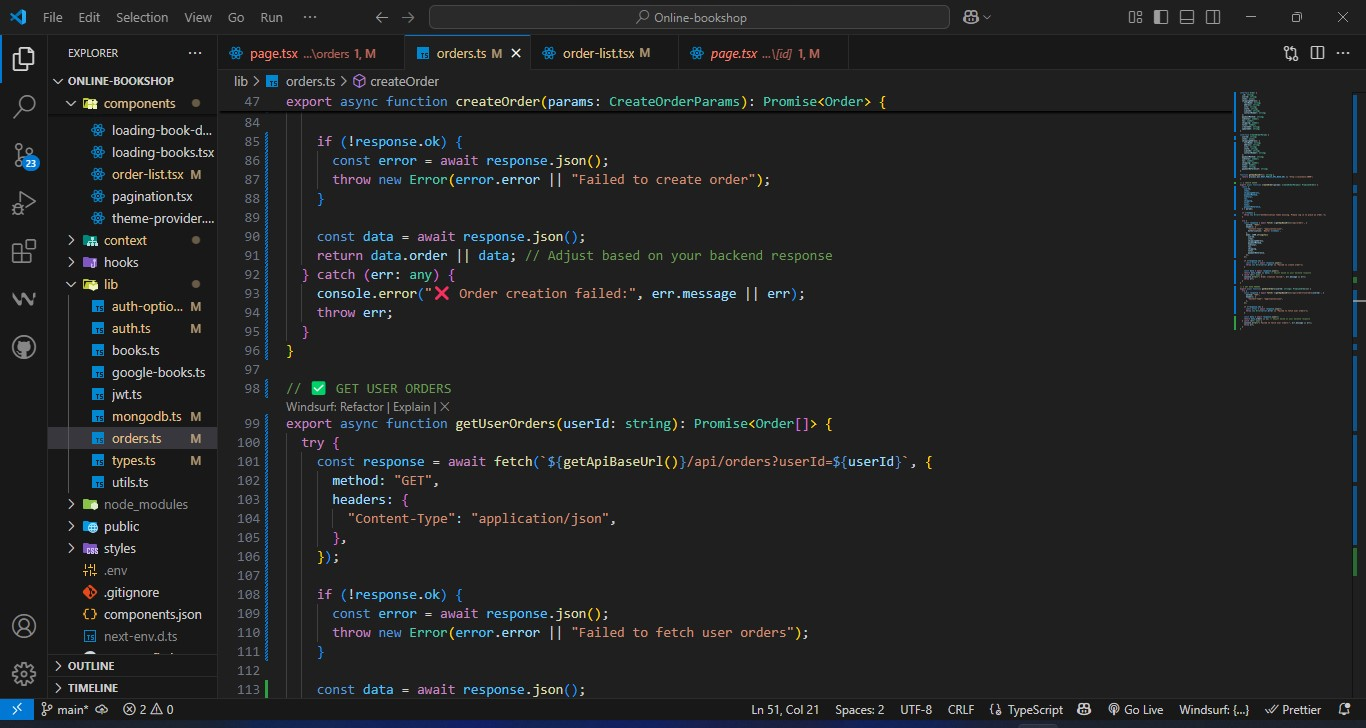 File Edit Selection View Go Run ··· Online-bookshop
EXPLORER ···
ONLINE-BOOKSHOP
components
loading-book-d...
loading-books.tsx
order-list.tsx M
pagination.tsx
theme-provider....
context
hooks
lib
auth-optio... M
auth.ts M
books.ts
google-books.ts
jwt.ts
mongodb.ts M
orders.ts M
types.ts M
utils.ts
node_modules
public
styles
.env
.gitignore
components.json
next-env.d.ts
OUTLINE
TIMELINE
23
page.tsx ...\orders 1, M
orders.ts M
order-list.tsx M
page.tsx ...\[id] 1, M
lib > orders.ts > createOrder
47 export async function createOrder(params: CreateOrderParams): Promise<Order> {
84
85 if (!response.ok) {
86 const error = await response.json();
87 throw new Error(error.error || "Failed to create order");
88 }
89
90 const data = await response.json();
91 return data.order || data; // Adjust based on your backend response
92 } catch (err: any) {
93 console.error("❌ Order creation failed:", err.message || err);
94 throw err;
95 }
96 }
97
98 // ✅ GET USER ORDERS
Windsurf: Refactor | Explain | ×
99 export async function getUserOrders(userId: string): Promise<Order[]> {
100 try {
101 const response = await fetch(`${getApiBaseUrl()}/api/orders?userId=${userId}`, {
102 method: "GET",
103 headers: {
104 "Content-Type": "application/json",
105 },
106 });
107
108 if (!response.ok) {
109 const error = await response.json();
110 throw new Error(error.error || "Failed to fetch user orders");
111 }
112
113 const data = await response.json();
main* 2 0 Ln 51, Col 21 Spaces: 2 UTF-8 CRLF {} TypeScript Go Live Windsurf: {...} Prettier